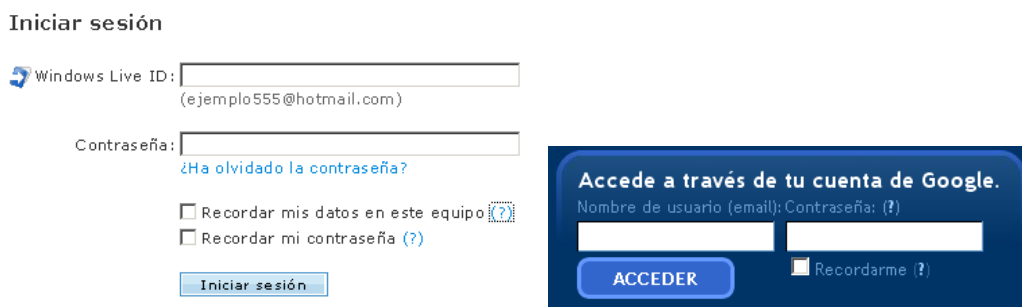 Iniciar sesión
Windows Live ID:
(ejemplo555@hotmail.com)
Contraseña:
¿Ha olvidado la contraseña?
Recordar mis datos en este equipo (?)
Recordar mi contraseña (?)
Iniciar sesión
Accede a través de tu cuenta de Google.
Nombre de usuario (email): Contraseña: (?)
ACCEDER
Recordarme (?)